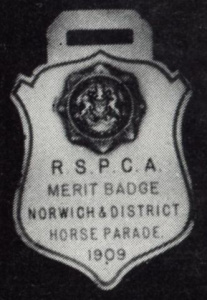 R.S.P.C.A.
MERIT BADGE
NORWICH & DISTRICT
HORSE PARADE.
1909